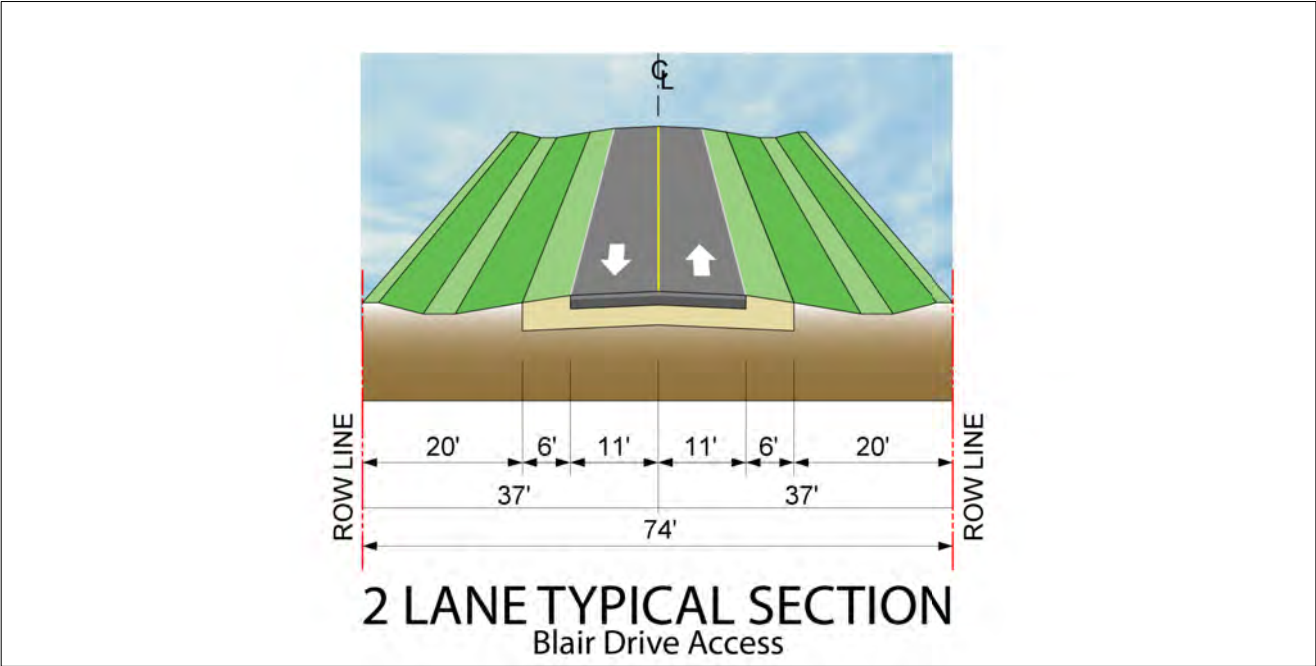 ℄
20' 6' 11' 11' 6' 20'
37' 37'
74'
ROW LINE
ROW LINE
2 LANE TYPICAL SECTION
Blair Drive Access